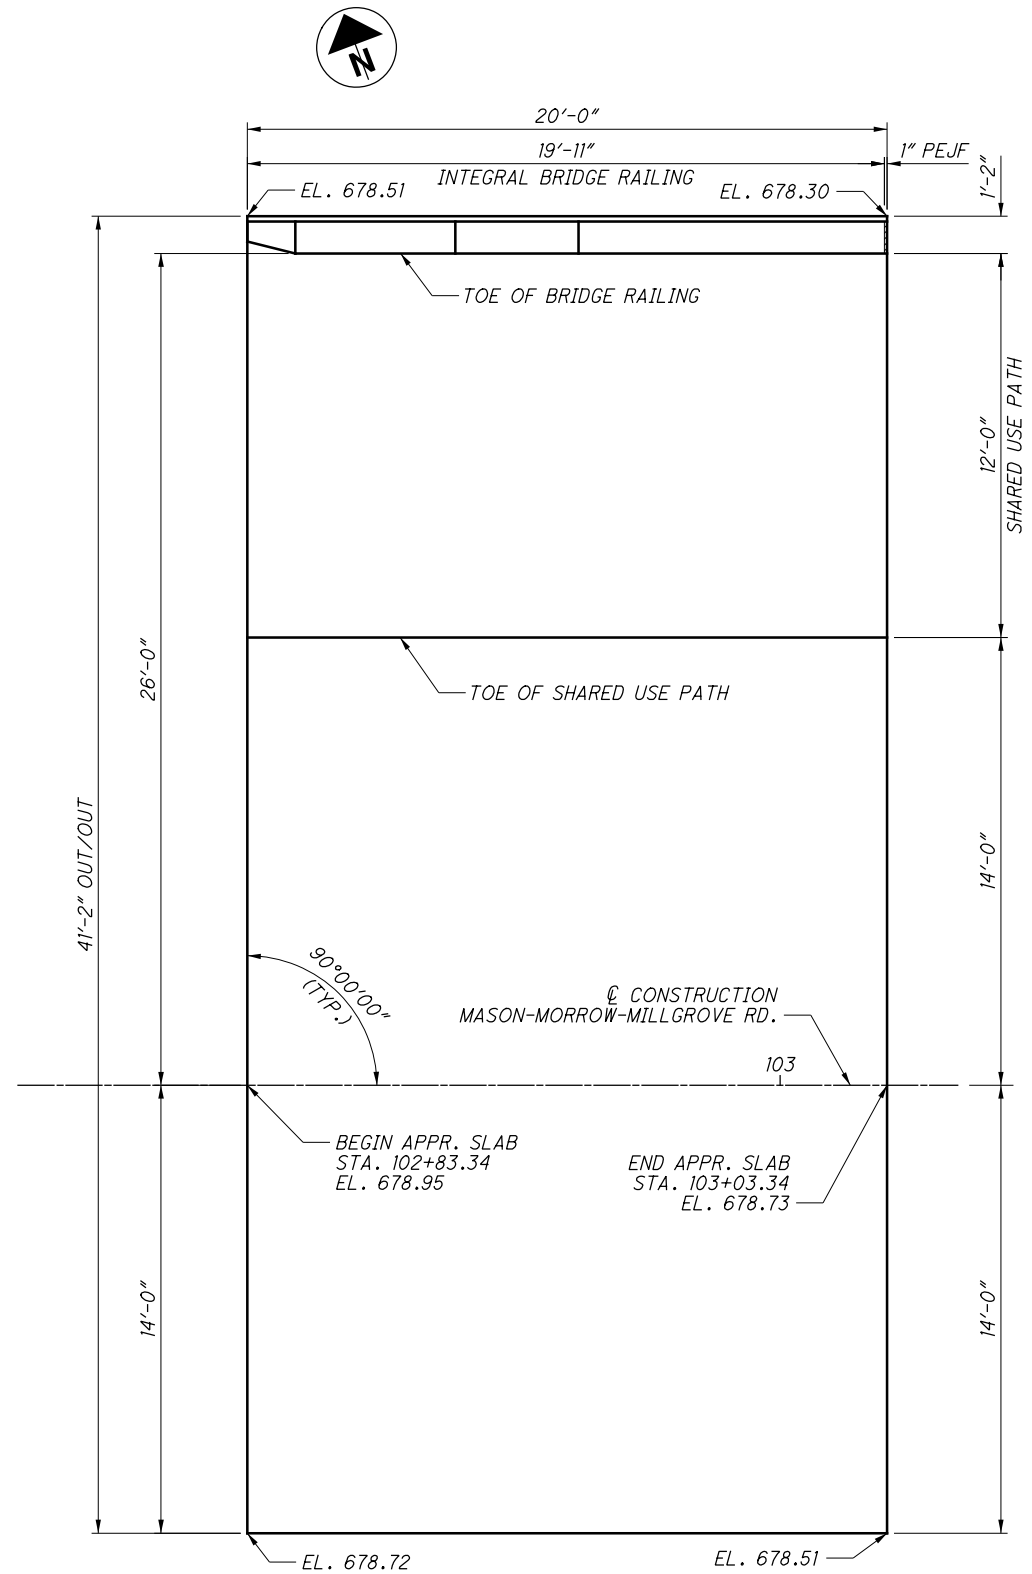 N
20'-0"
19'-11"
1" PEJF
INTEGRAL BRIDGE RAILING
1'-2"
EL. 678.51
EL. 678.30
TOE OF BRIDGE RAILING
12'-0"
SHARED USE PATH
26'-0"
TOE OF SHARED USE PATH
41'-2" OUT/OUT
14'-0"
90°00'00"
(TYP.)
℄ CONSTRUCTION
MASON-MORROW-MILLGROVE RD.
103
BEGIN APPR. SLAB
STA. 102+83.34
EL. 678.95
END APPR. SLAB
STA. 103+03.34
EL. 678.73
14'-0"
14'-0"
EL. 678.72
EL. 678.51